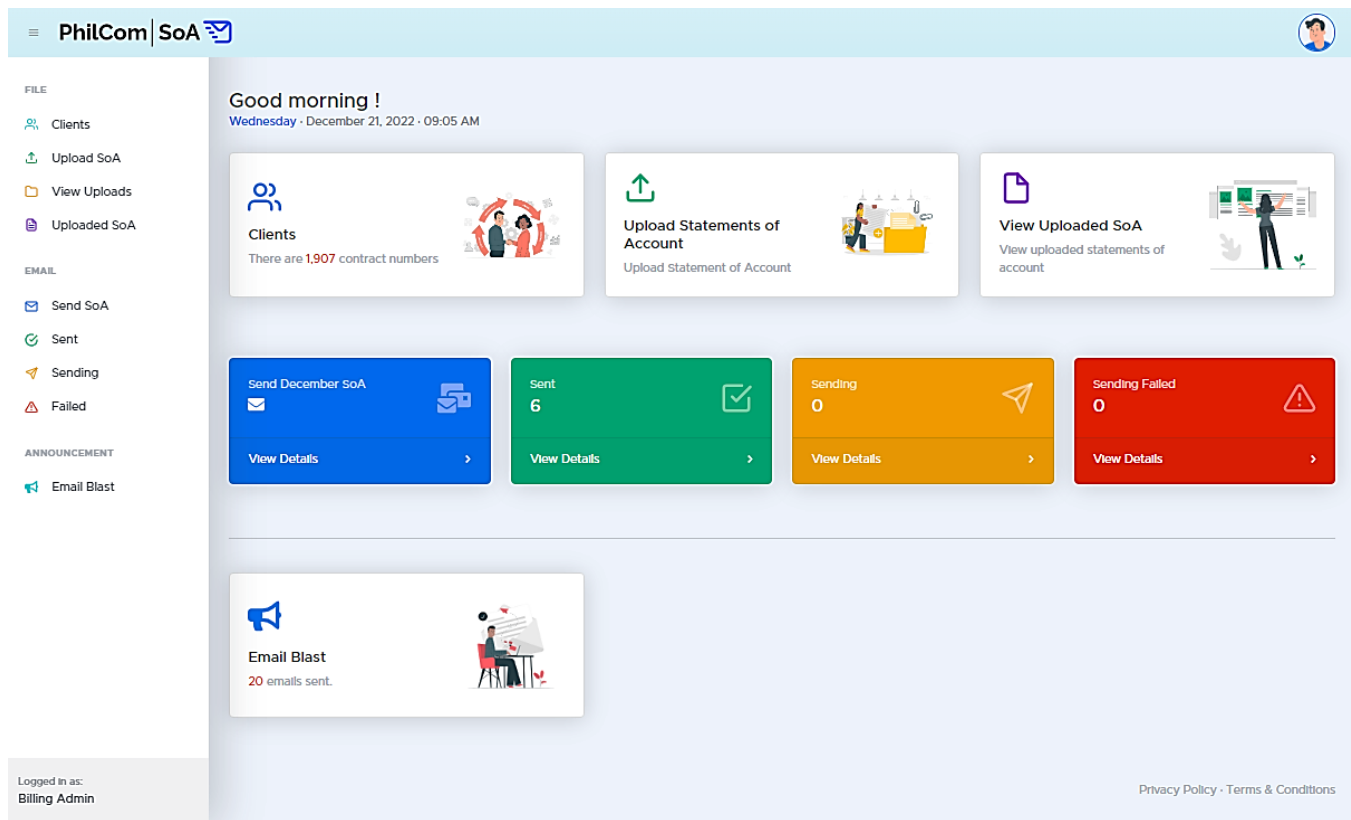 PhilCom SoA
FILE
Clients
Upload SoA
View Uploads
Uploaded SoA
EMAIL
Send SoA
Sent
Sending
Failed
ANNOUNCEMENT
Email Blast
Logged in as:
Billing Admin
Good morning !
Wednesday · December 21, 2022 · 09:05 AM
Clients
There are 1,907 contract numbers
Upload Statements of
Account
Upload Statement of Account
View Uploaded SoA
View uploaded statements of
account
Send December SoA
View Details
Sent
6
View Details
Sending
0
View Details
Sending Failed
0
View Details
Email Blast
20 emails sent.
Privacy Policy · Terms & Conditions